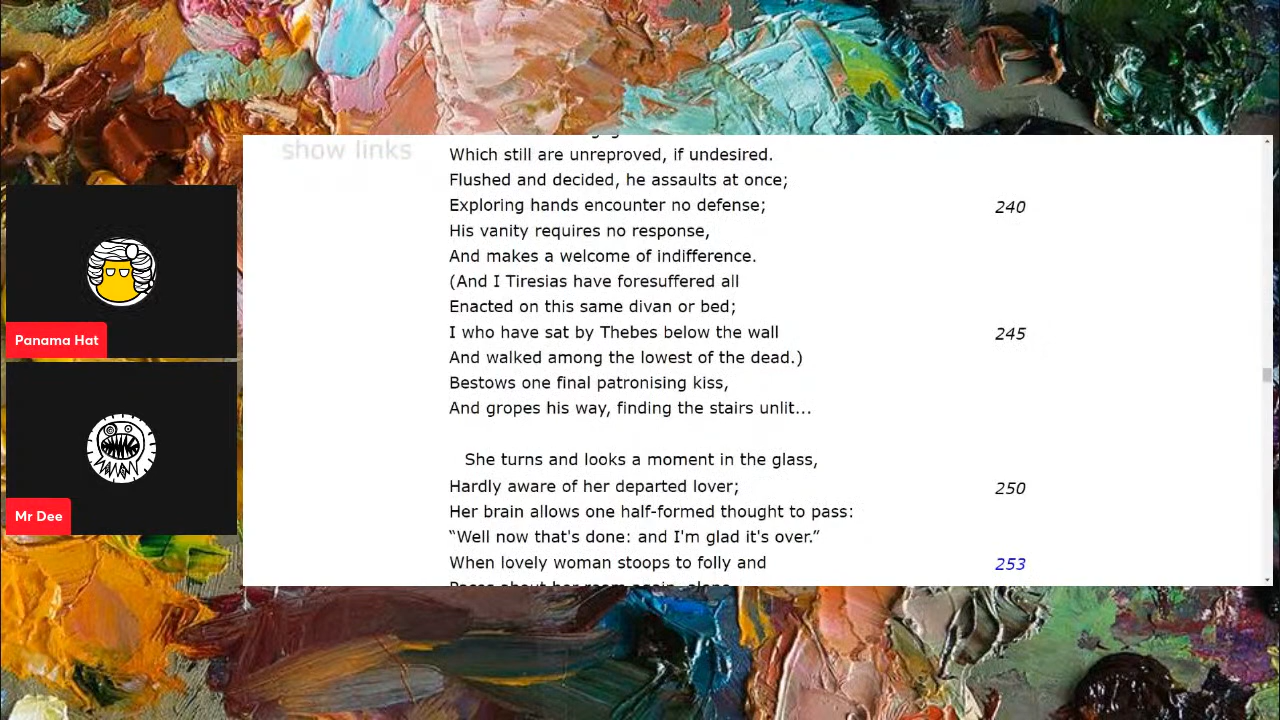 show links
Which still are unreproved, if undesired.
Flushed and decided, he assaults at once;
Exploring hands encounter no defense; 240
His vanity requires no response,
And makes a welcome of indifference.
(And I Tiresias have foresuffered all
Enacted on this same divan or bed;
I who have sat by Thebes below the wall 245
And walked among the lowest of the dead.)
Bestows one final patronising kiss,
And gropes his way, finding the stairs unlit...
She turns and looks a moment in the glass,
Hardly aware of her departed lover; 250
Her brain allows one half-formed thought to pass:
“Well now that's done: and I'm glad it's over.”
When lovely woman stoops to folly and 253
Panama Hat
Mr Dee